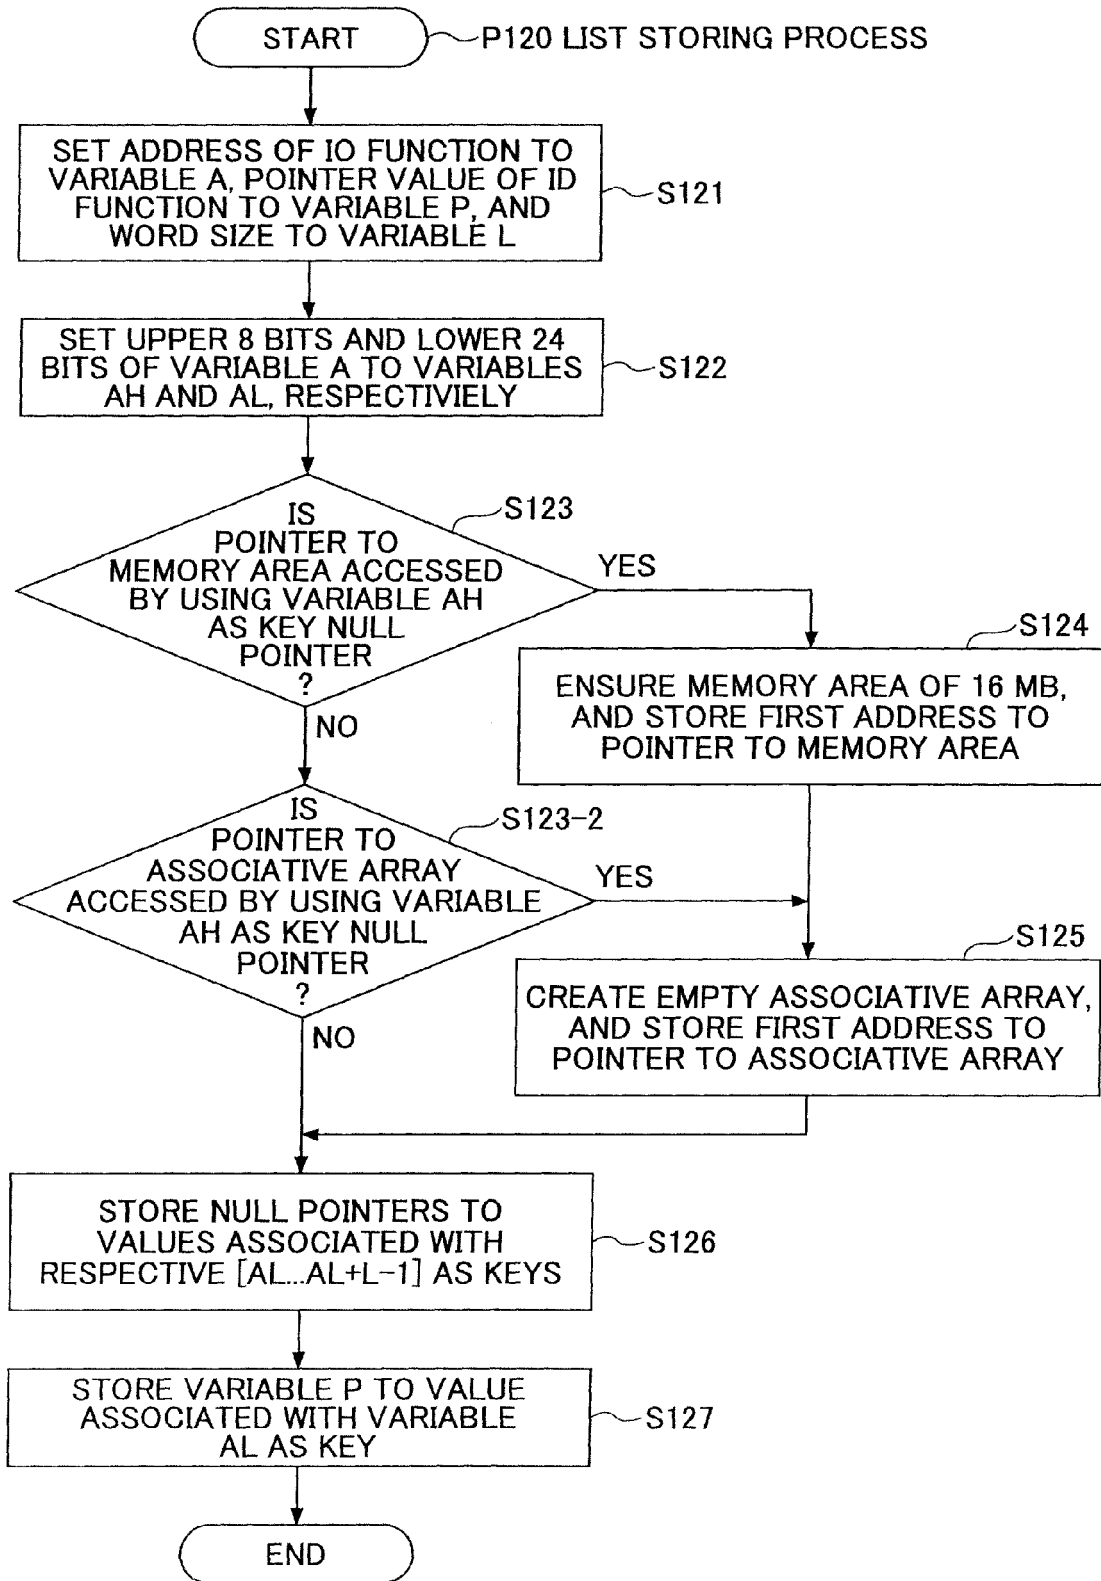 START
P120 LIST STORING PROCESS
SET ADDRESS OF IO FUNCTION TO
VARIABLE A, POINTER VALUE OF ID
FUNCTION TO VARIABLE P, AND
WORD SIZE TO VARIABLE L
S121
SET UPPER 8 BITS AND LOWER 24
BITS OF VARIABLE A TO VARIABLES
AH AND AL, RESPECTIVIELY
S122
IS
POINTER TO
MEMORY AREA ACCESSED
BY USING VARIABLE AH
AS KEY NULL
POINTER
?
S123
YES
NO
S124
ENSURE MEMORY AREA OF 16 MB,
AND STORE FIRST ADDRESS TO
POINTER TO MEMORY AREA
IS
POINTER TO
ASSOCIATIVE ARRAY
ACCESSED BY USING VARIABLE
AH AS KEY NULL
POINTER
?
S123-2
YES
NO
S125
CREATE EMPTY ASSOCIATIVE ARRAY,
AND STORE FIRST ADDRESS TO
POINTER TO ASSOCIATIVE ARRAY
STORE NULL POINTERS TO
VALUES ASSOCIATED WITH
RESPECTIVE [AL...AL+L-1] AS KEYS
S126
STORE VARIABLE P TO VALUE
ASSOCIATED WITH VARIABLE
AL AS KEY
S127
END